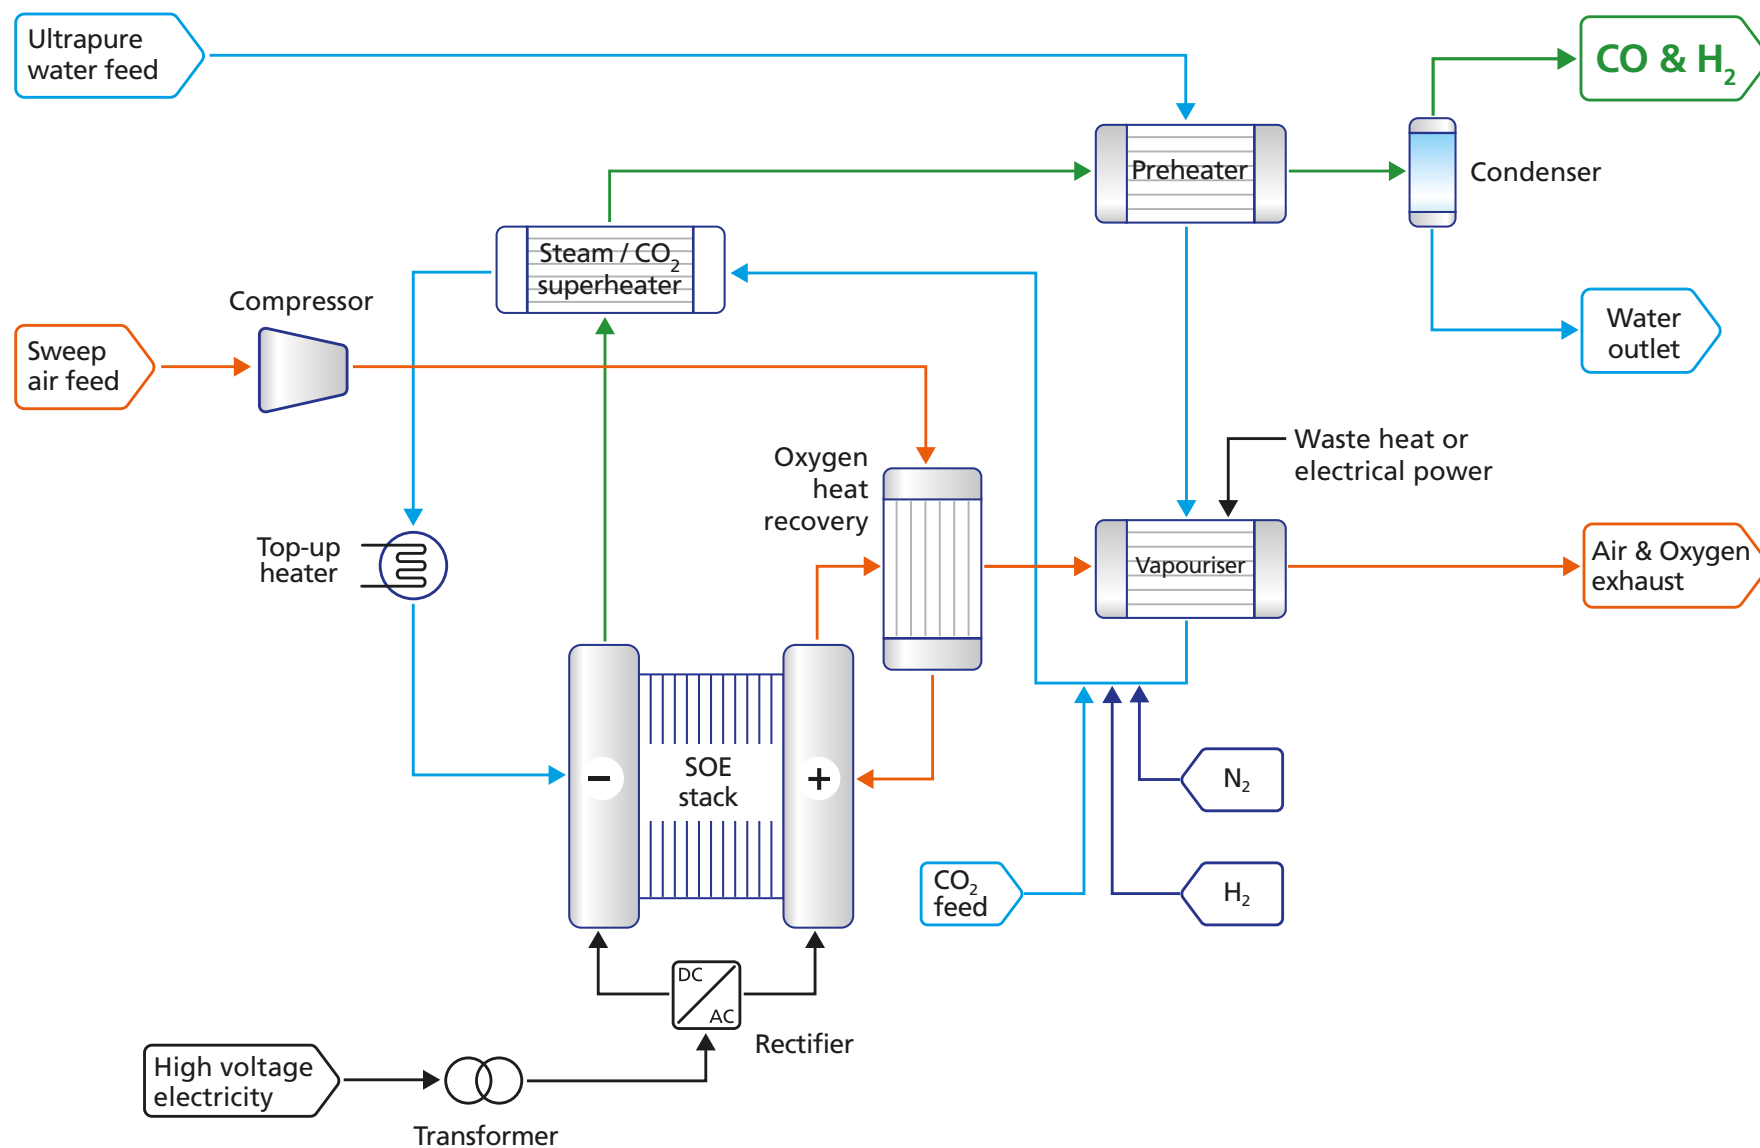 Ultrapure
water feed
CO & H₂
Preheater
Condenser
Steam / CO₂
superheater
Compressor
Sweep
air feed
Water
outlet
Waste heat or
electrical power
Oxygen
heat
recovery
Top-up
heater
Vapouriser
Air & Oxygen
exhaust
−
SOE
stack
+
N₂
CO₂
feed
H₂
DC
AC
Rectifier
High voltage
electricity
Transformer